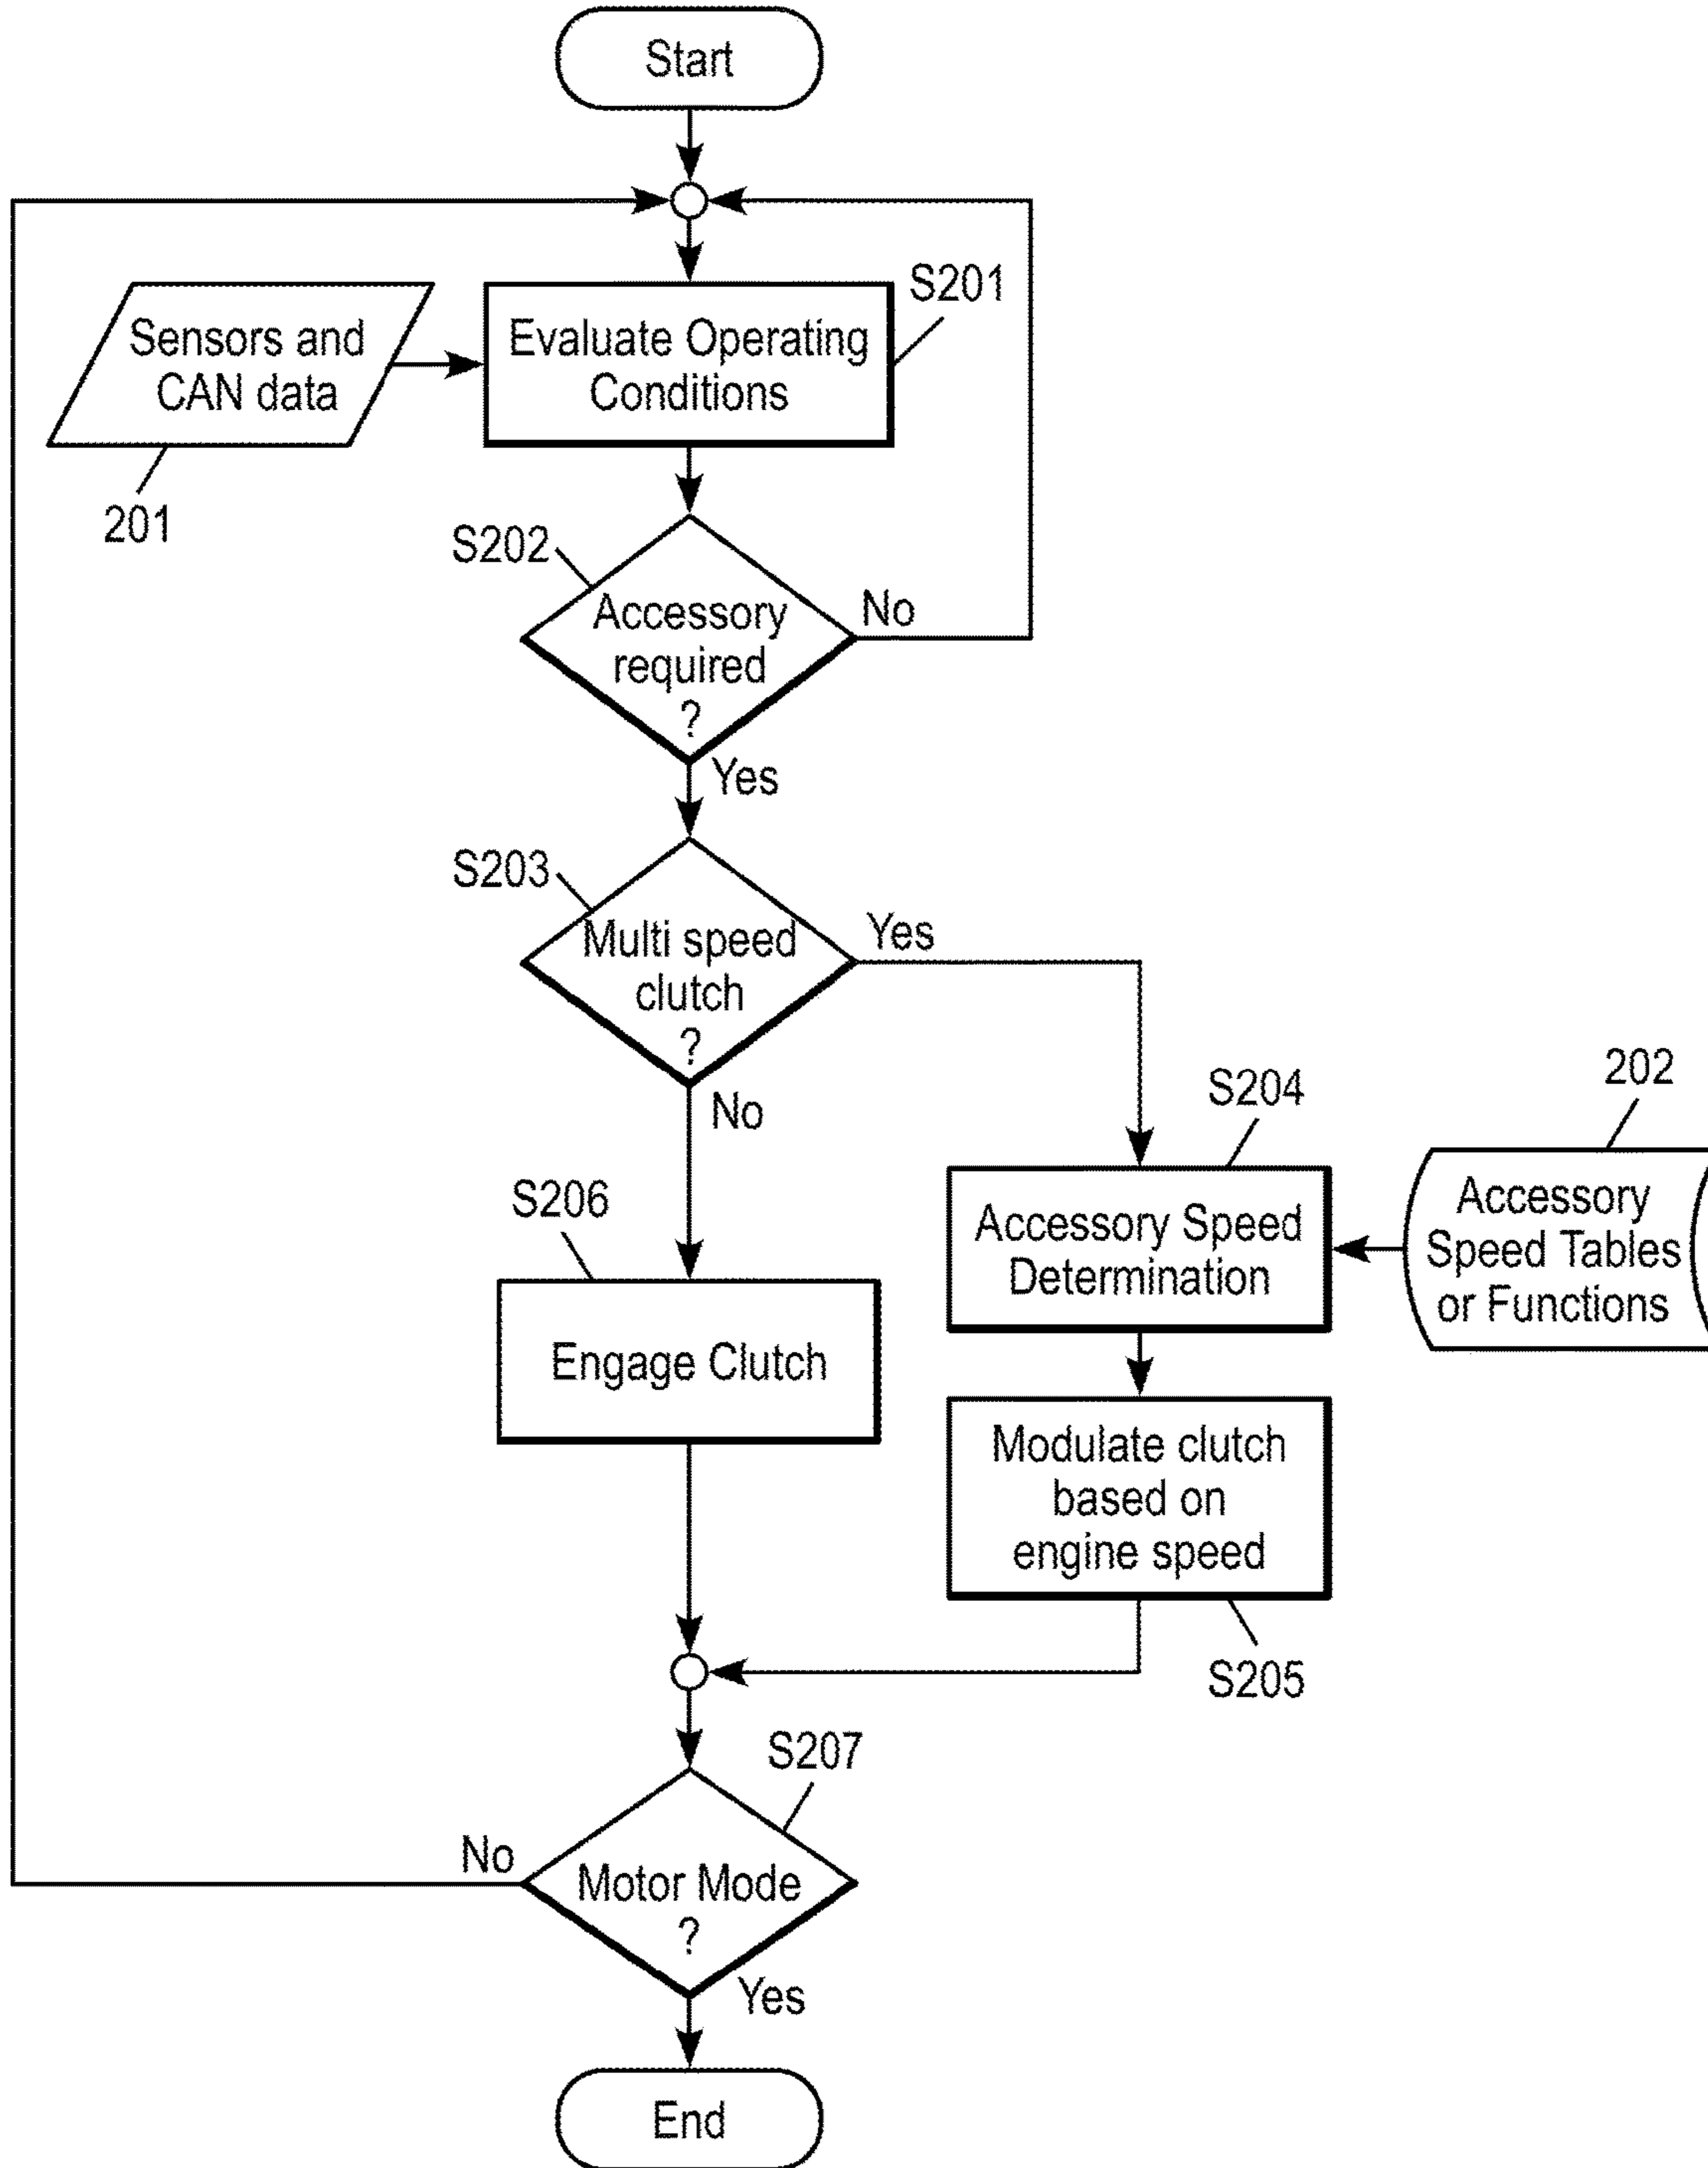 Start
S201
Sensors and
CAN data
Evaluate Operating
Conditions
201
S202
Accessory
required
?
No
Yes
S203
Multi speed
clutch
?
Yes
No
S204
202
Accessory Speed
Determination
Accessory
Speed Tables
or Functions
S206
Engage Clutch
Modulate clutch
based on
engine speed
S205
S207
Motor Mode
?
No
Yes
End